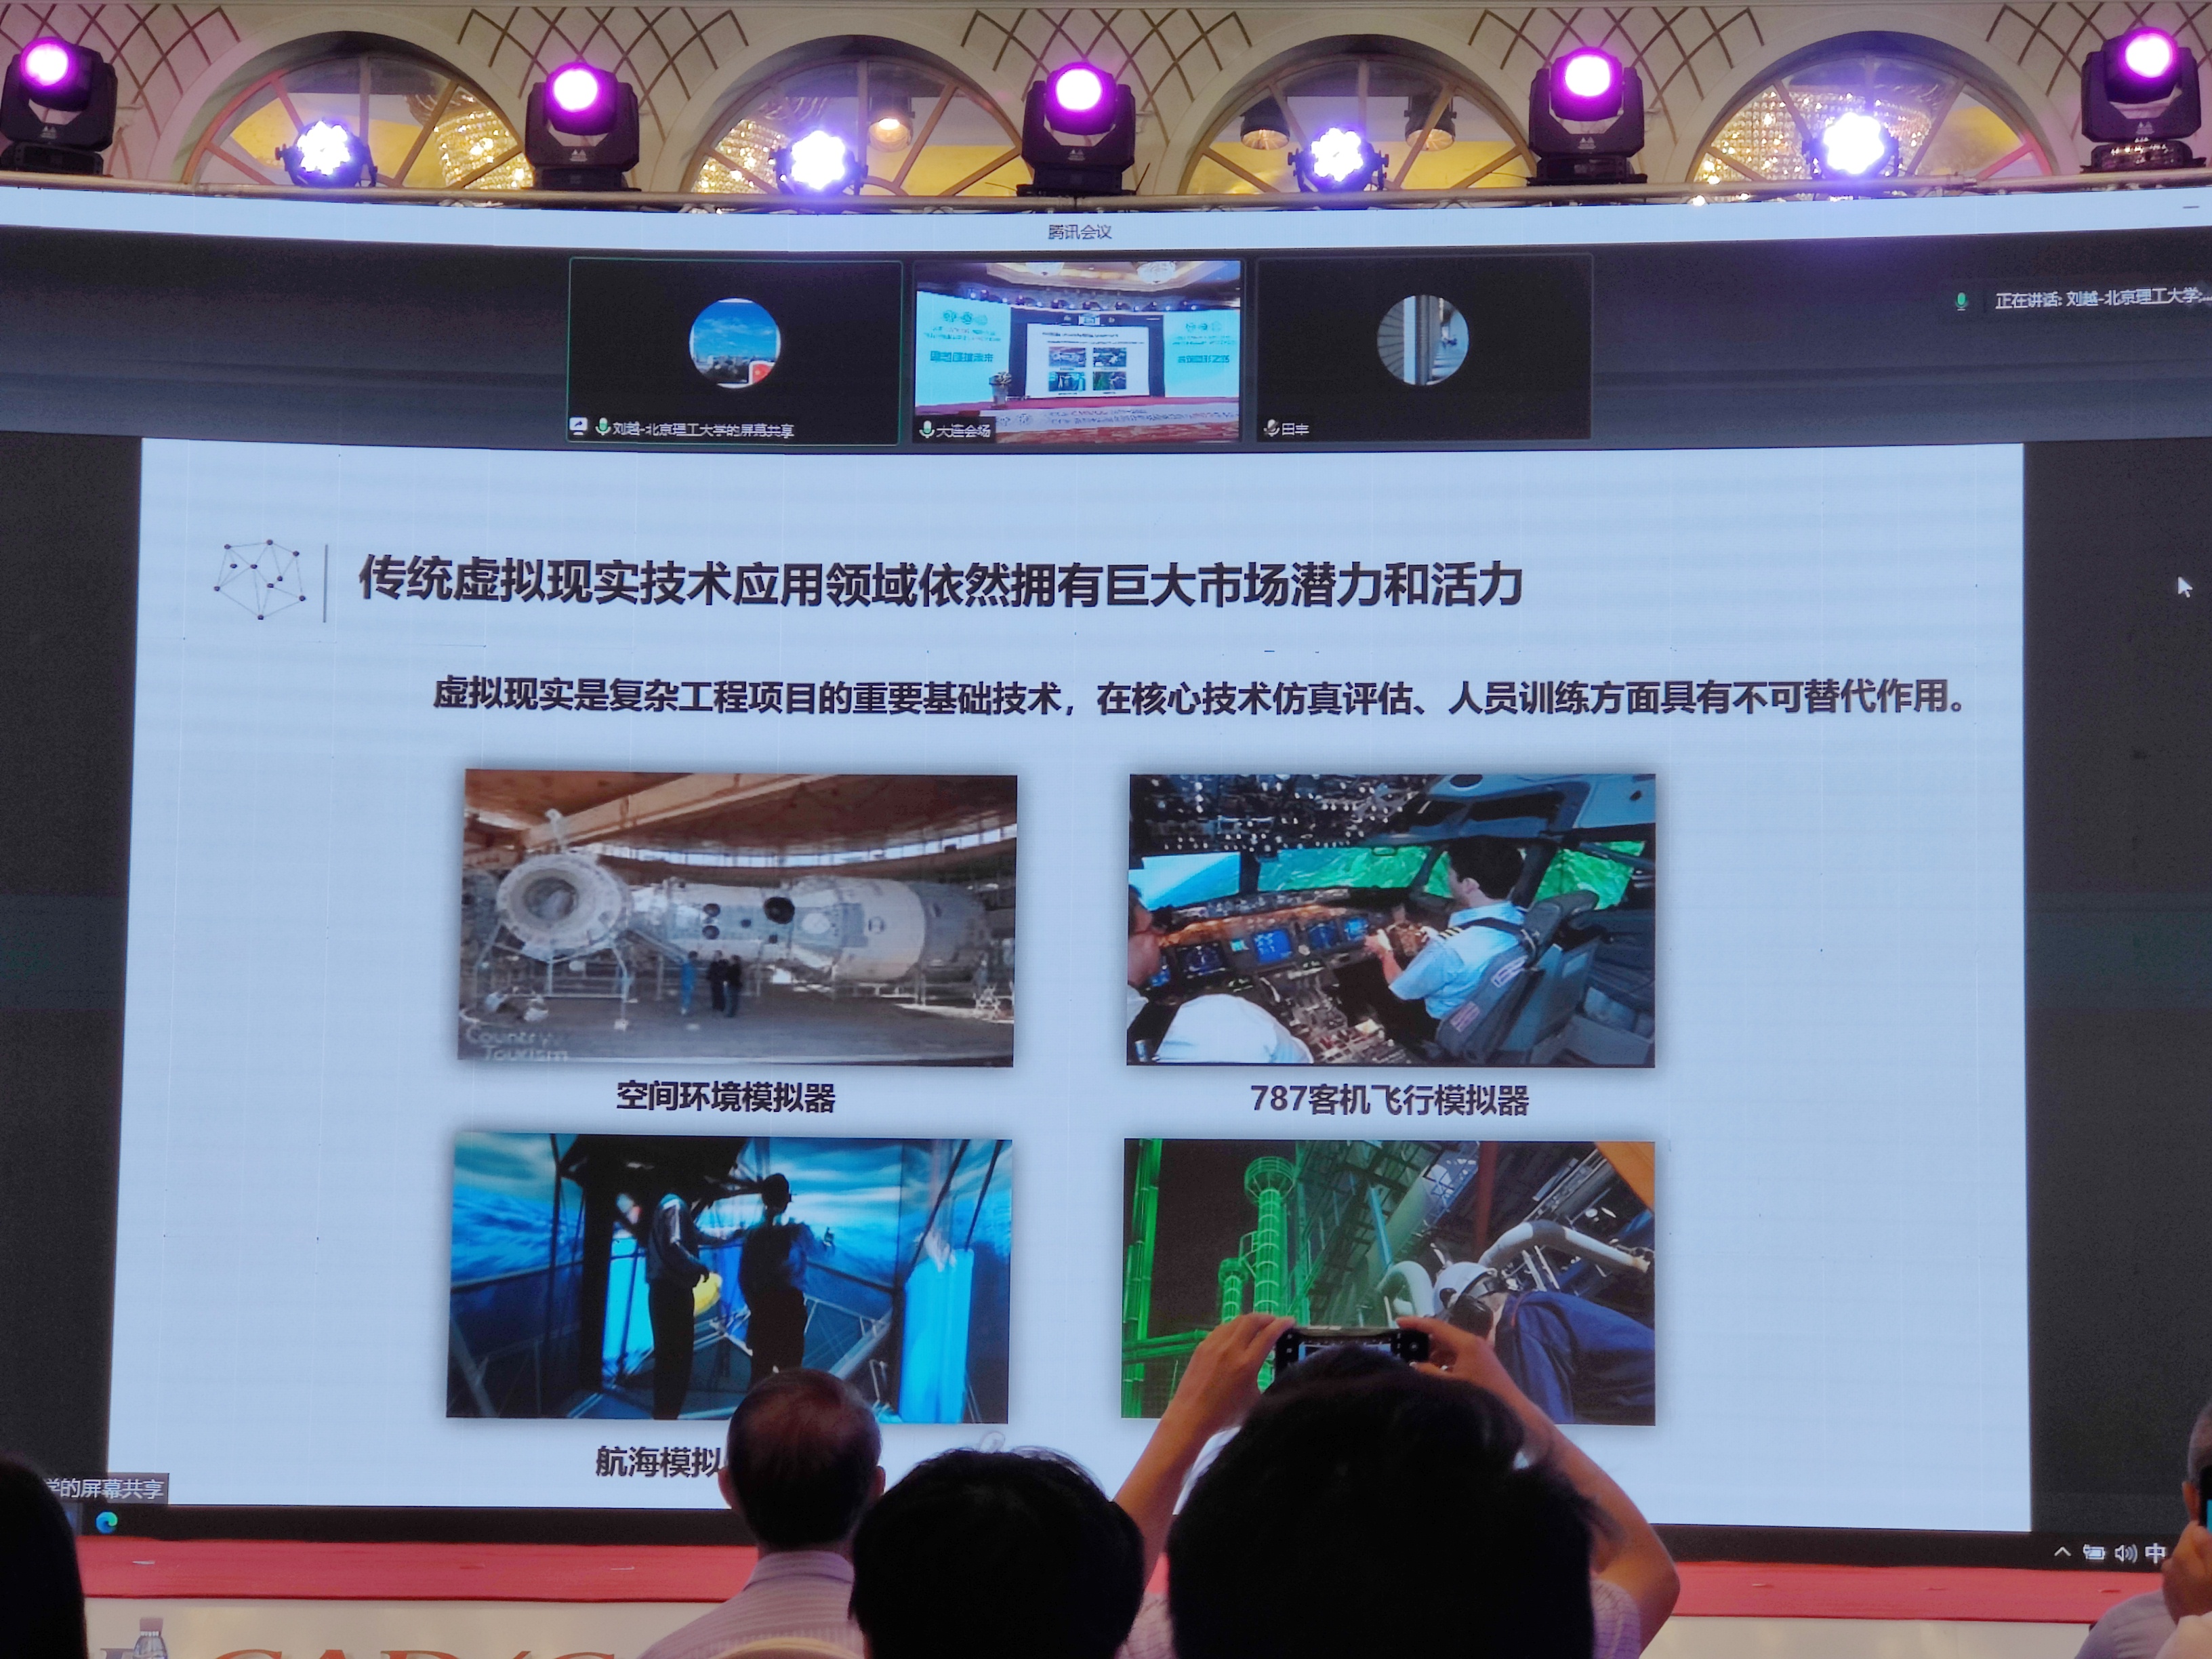 腾讯会议
正在讲话: 刘越-北京理工大学...
刘越-北京理工大学的屏幕共享
大连会场
田丰
传统虚拟现实技术应用领域依然拥有巨大市场潜力和活力
虚拟现实是复杂工程项目的重要基础技术，在核心技术仿真评估、人员训练方面具有不可替代作用。
Country
Tourism
空间环境模拟器
787客机飞行模拟器
航海模拟
学的屏幕共享
中